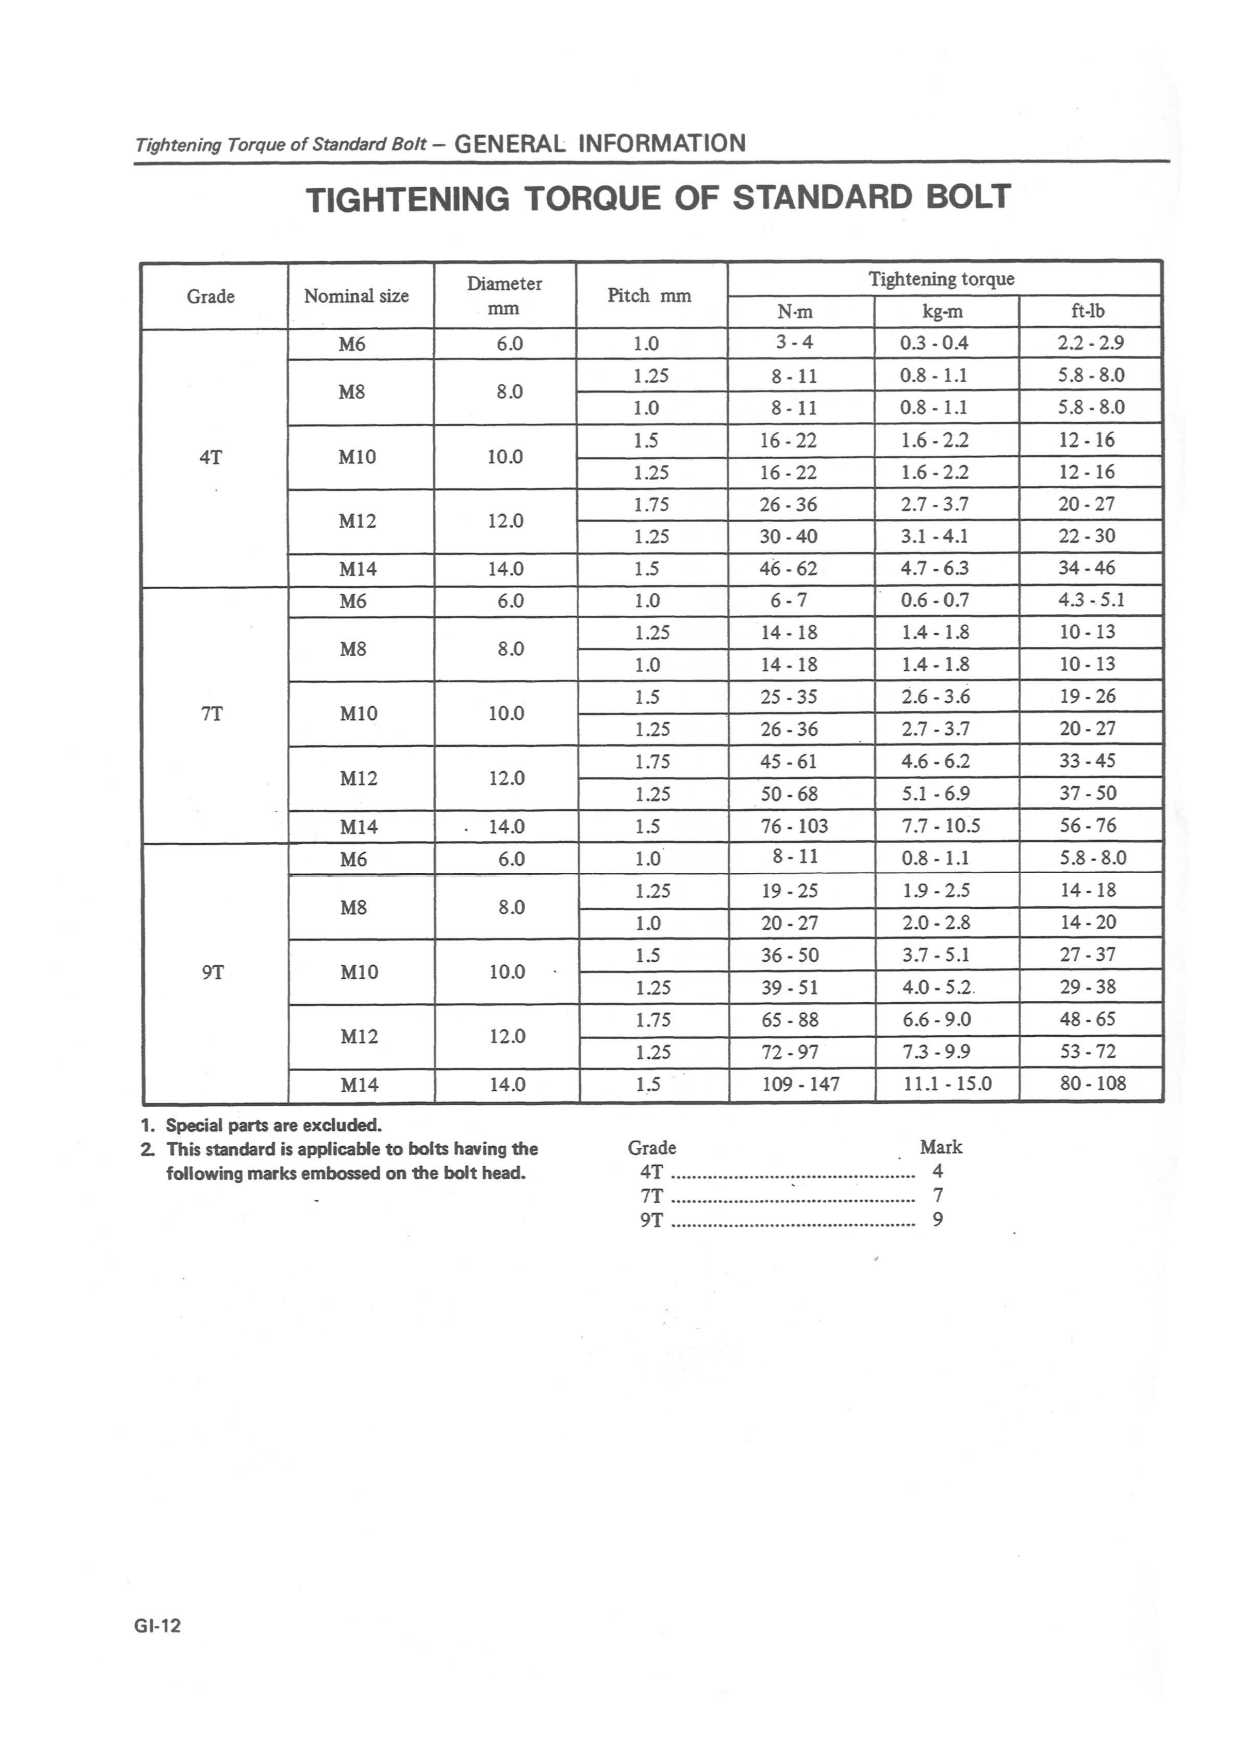 Tightening Torque of Standard Bolt – GENERAL INFORMATION
TIGHTENING TORQUE OF STANDARD BOLT
Grade Nominal size Diameter mm Pitch mm Tightening torque
N·m kg-m ft-lb
4T M6 6.0 1.0 3 - 4 0.3 - 0.4 2.2 - 2.9
M8 8.0 1.25 8 - 11 0.8 - 1.1 5.8 - 8.0
1.0 8 - 11 0.8 - 1.1 5.8 - 8.0
M10 10.0 1.5 16 - 22 1.6 - 2.2 12 - 16
1.25 16 - 22 1.6 - 2.2 12 - 16
M12 12.0 1.75 26 - 36 2.7 - 3.7 20 - 27
1.25 30 - 40 3.1 - 4.1 22 - 30
M14 14.0 1.5 46 - 62 4.7 - 6.3 34 - 46
7T M6 6.0 1.0 6 - 7 0.6 - 0.7 4.3 - 5.1
M8 8.0 1.25 14 - 18 1.4 - 1.8 10 - 13
1.0 14 - 18 1.4 - 1.8 10 - 13
M10 10.0 1.5 25 - 35 2.6 - 3.6 19 - 26
1.25 26 - 36 2.7 - 3.7 20 - 27
M12 12.0 1.75 45 - 61 4.6 - 6.2 33 - 45
1.25 50 - 68 5.1 - 6.9 37 - 50
M14 14.0 1.5 76 - 103 7.7 - 10.5 56 - 76
9T M6 6.0 1.0 8 - 11 0.8 - 1.1 5.8 - 8.0
M8 8.0 1.25 19 - 25 1.9 - 2.5 14 - 18
1.0 20 - 27 2.0 - 2.8 14 - 20
M10 10.0 1.5 36 - 50 3.7 - 5.1 27 - 37
1.25 39 - 51 4.0 - 5.2 29 - 38
M12 12.0 1.75 65 - 88 6.6 - 9.0 48 - 65
1.25 72 - 97 7.3 - 9.9 53 - 72
M14 14.0 1.5 109 - 147 11.1 - 15.0 80 - 108
1. Special parts are excluded.
2. This standard is applicable to bolts having the
following marks embossed on the bolt head.
Grade Mark
4T ............................................... 4
7T ............................................... 7
9T ............................................... 9
GI-12